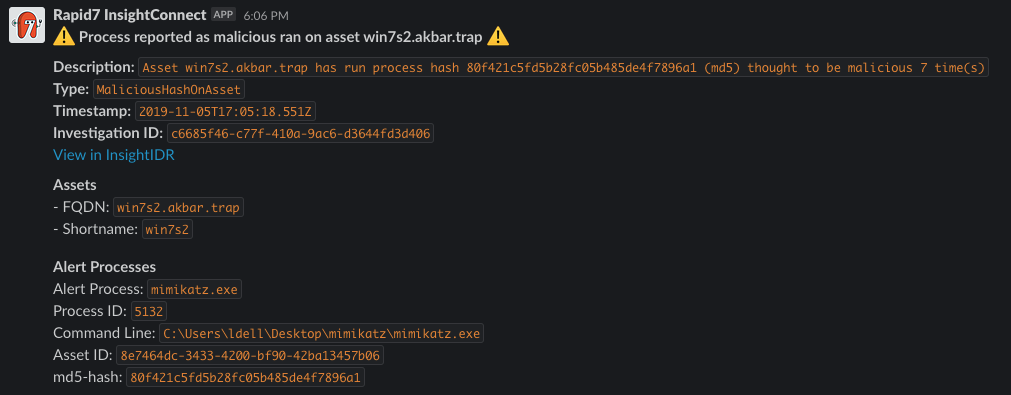 Rapid7 InsightConnect APP 6:06 PM
⚠️ Process reported as malicious ran on asset win7s2.akbar.trap ⚠️
Description: Asset win7s2.akbar.trap has run process hash 80f421c5fd5b28fc05b485de4f7896a1 (md5) thought to be malicious 7 time(s)
Type: MaliciousHashOnAsset
Timestamp: 2019-11-05T17:05:18.551Z
Investigation ID: c6685f46-c77f-410a-9ac6-d3644fd3d406
View in InsightIDR
Assets
- FQDN: win7s2.akbar.trap
- Shortname: win7s2
Alert Processes
Alert Process: mimikatz.exe
Process ID: 5132
Command Line: C:\Users\ldell\Desktop\mimikatz\mimikatz.exe
Asset ID: 8e7464dc-3433-4200-bf90-42ba13457b06
md5-hash: 80f421c5fd5b28fc05b485de4f7896a1